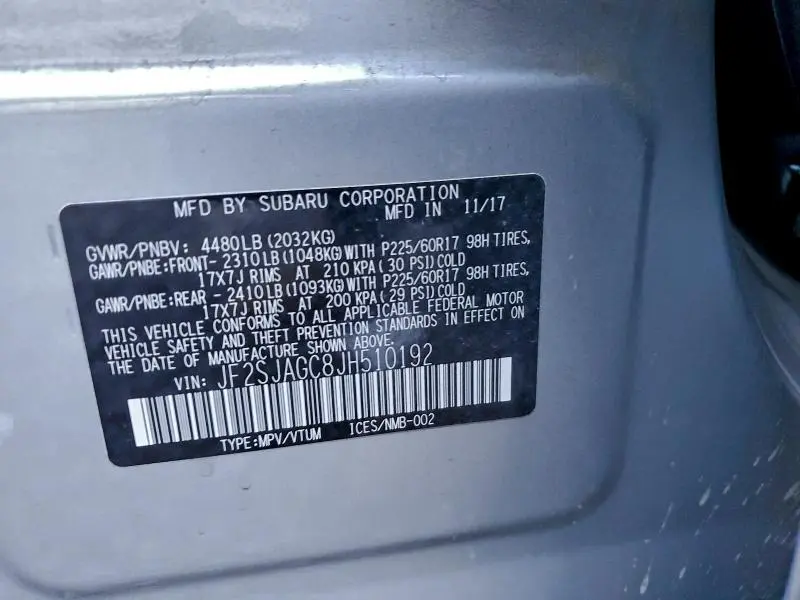 MFD BY SUBARU CORPORATION
MFD IN 11/17
GVWR/PNBV: 4480LB(2032KG)
GAWR/PNBE:FRONT- 2310LB(1048KG)WITH P225/60R17 98H TIRES,
17X7J RIMS AT 210 KPA(30 PSI)COLD
GAWR/PNBE:REAR - 2410LB(1093KG)WITH P225/60R17 98H TIRES,
17X7J RIMS AT 200 KPA(29 PSI)COLD
THIS VEHICLE CONFORMS TO ALL APPLICABLE FEDERAL MOTOR
VEHICLE SAFETY AND THEFT PREVENTION STANDARDS IN EFFECT ON
THE DATE OF MANUFACTURE SHOWN ABOVE.
VIN: JF2SJAGC8JH510192
TYPE:MPV/VTUM ICES/NMB-002